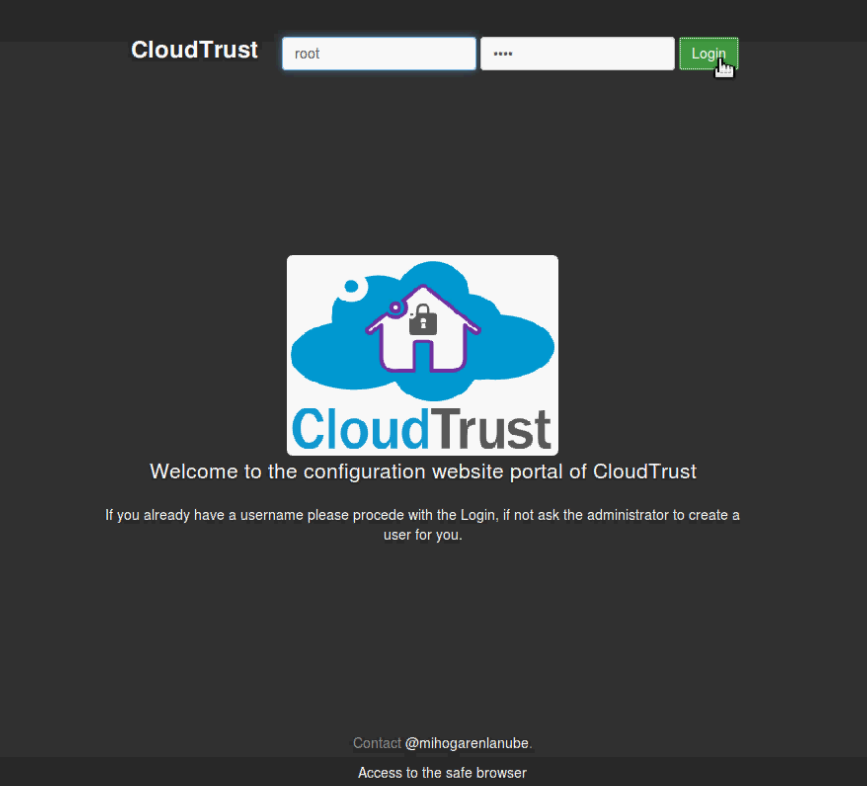 CloudTrust root •••• Login
CloudTrust
Welcome to the configuration website portal of CloudTrust
If you already have a username please procede with the Login, if not ask the administrator to create a
user for you.
Contact @mihogarenlanube.
Access to the safe browser